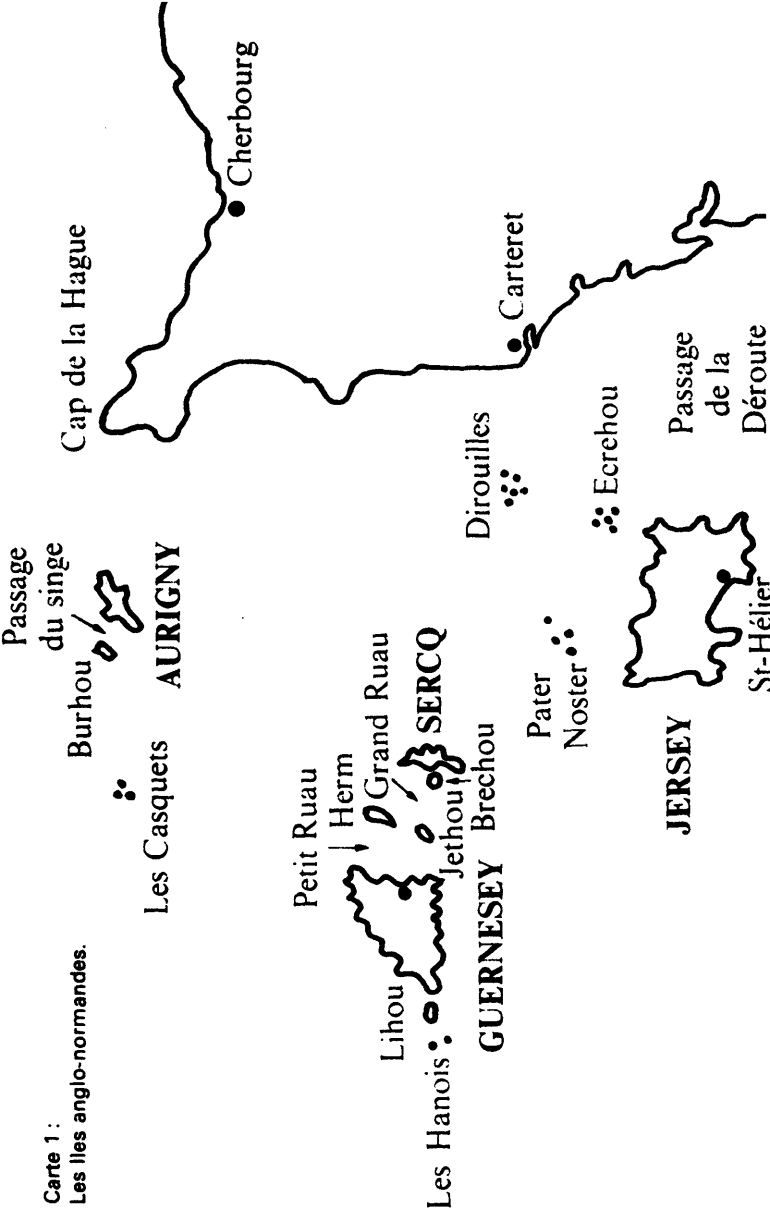 Carte 1 :
Les Iles anglo-normandes.
Passage
du singe
Burhou
AURIGNY
Les Casquets
Cap de la Hague
Cherbourg
Petit Ruau
Herm
Grand Ruau
SERCQ
Jethou
Brechou
Lihou
Les Hanois
GUERNESEY
Dirouilles
Carteret
Ecrehou
Pater
Noster
Passage
de la
Déroute
JERSEY
St-Hélier